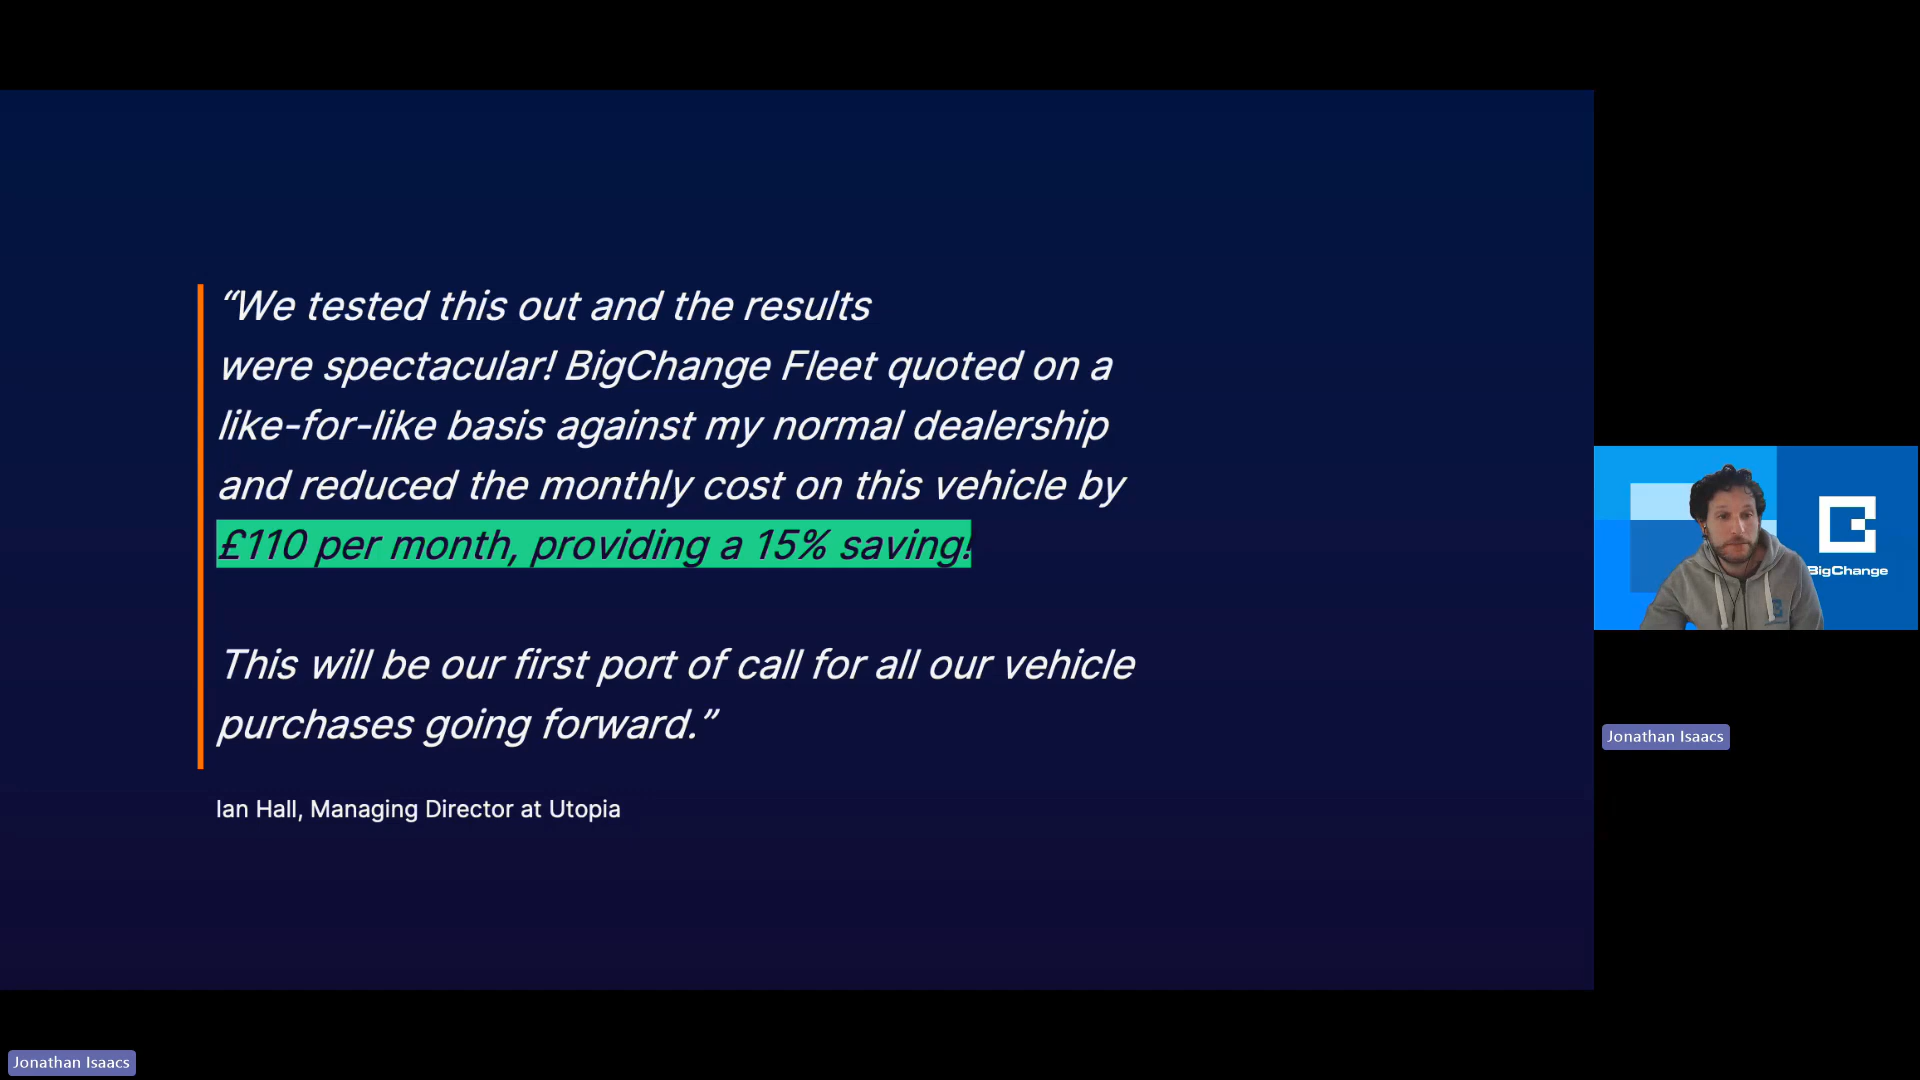 “We tested this out and the results
were spectacular! BigChange Fleet quoted on a
like-for-like basis against my normal dealership
and reduced the monthly cost on this vehicle by
£110 per month, providing a 15% saving!
This will be our first port of call for all our vehicle
purchases going forward.”
Ian Hall, Managing Director at Utopia
BigChange
Jonathan Isaacs
Jonathan Isaacs